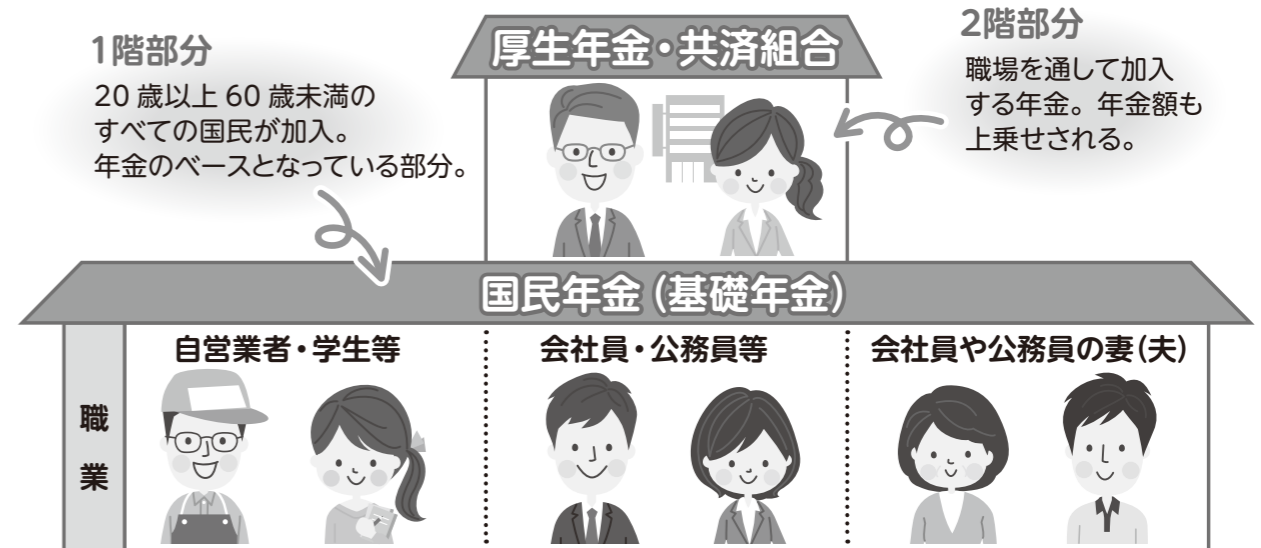 1階部分
20歳以上60歳未満の
すべての国民が加入。
年金のベースとなっている部分。
厚生年金・共済組合
2階部分
職場を通して加入
する年金。年金額も
上乗せされる。
国民年金(基礎年金)
職業
自営業者・学生等
会社員・公務員等
会社員や公務員の妻(夫)